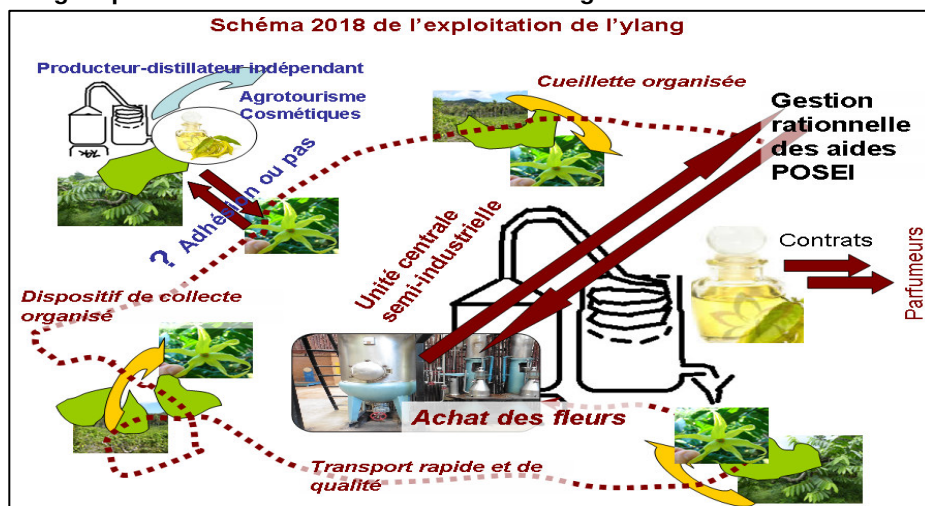 Schéma 2018 de l'exploitation de l'ylang
Producteur-distillateur indépendant
Agrotourisme
Cosmétiques
Cueillette organisée
Gestion
rationnelle
des aides
POSEI
? Adhésion ou pas
Unité centrale
semi-industrielle
Contrats
Parfumeurs
Dispositif de collecte
organisé
Achat des fleurs
Transport rapide et de
qualité